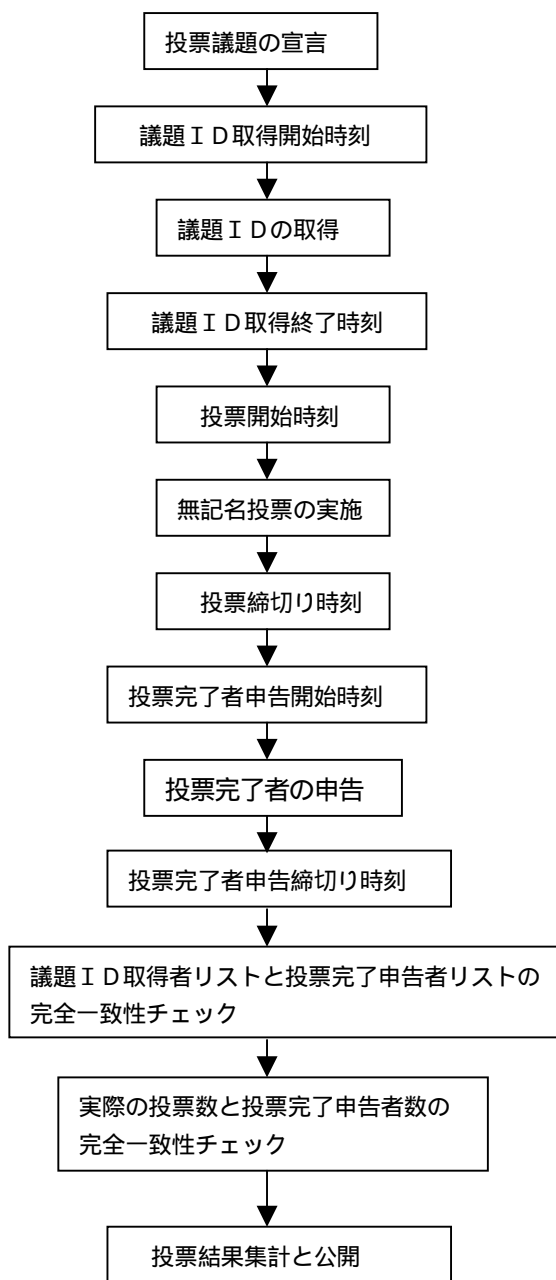 投票議題の宣言
議題ＩＤ取得開始時刻
議題ＩＤの取得
議題ＩＤ取得終了時刻
投票開始時刻
無記名投票の実施
投票締切り時刻
投票完了者申告開始時刻
投票完了者の申告
投票完了者申告締切り時刻
議題ＩＤ取得者リストと投票完了申告者リストの
完全一致性チェック
実際の投票数と投票完了申告者数の
完全一致性チェック
投票結果集計と公開